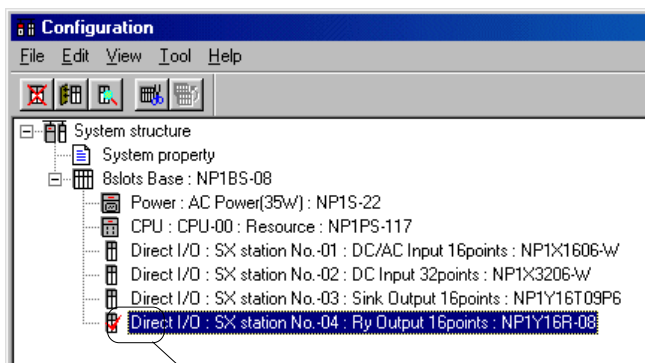 Configuration
File Edit View Tool Help
System structure
System property
8slots Base : NP1BS-08
Power : AC Power(35W) : NP1S-22
CPU : CPU-00 : Resource : NP1PS-117
Direct I/O : SX station No.-01 : DC/AC Input 16points : NP1X1606-W
Direct I/O : SX station No.-02 : DC Input 32points : NP1X3206-W
Direct I/O : SX station No.-03 : Sink Output 16points : NP1Y16T09P6
Direct I/O : SX station No.-04 : Ry Output 16points : NP1Y16R-08